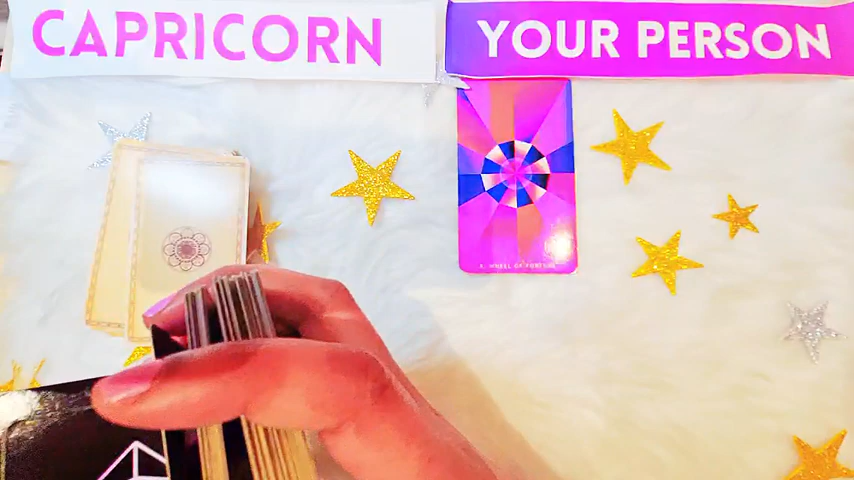 CAPRICORN
YOUR PERSON
X. WHEEL OF FORTUNE